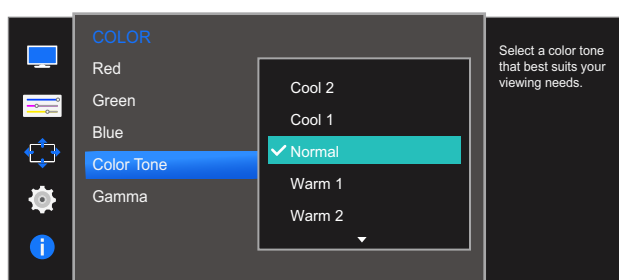 COLOR
Red
Green
Blue
Color Tone
Gamma
Cool 2
Cool 1
Normal
Warm 1
Warm 2
Select a color tone
that best suits your
viewing needs.